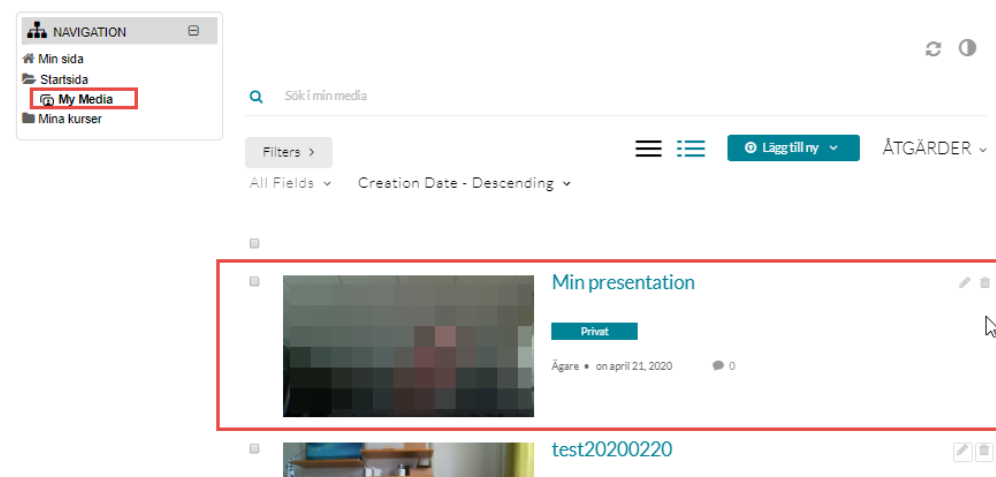 NAVIGATION
Min sida
Startsida
My Media
Mina kurser
Sök i min media
Filters >
Lägg till ny
ÅTGÄRDER
All Fields
Creation Date - Descending
Min presentation
Privat
Ägare • on april 21, 2020 0
test20200220